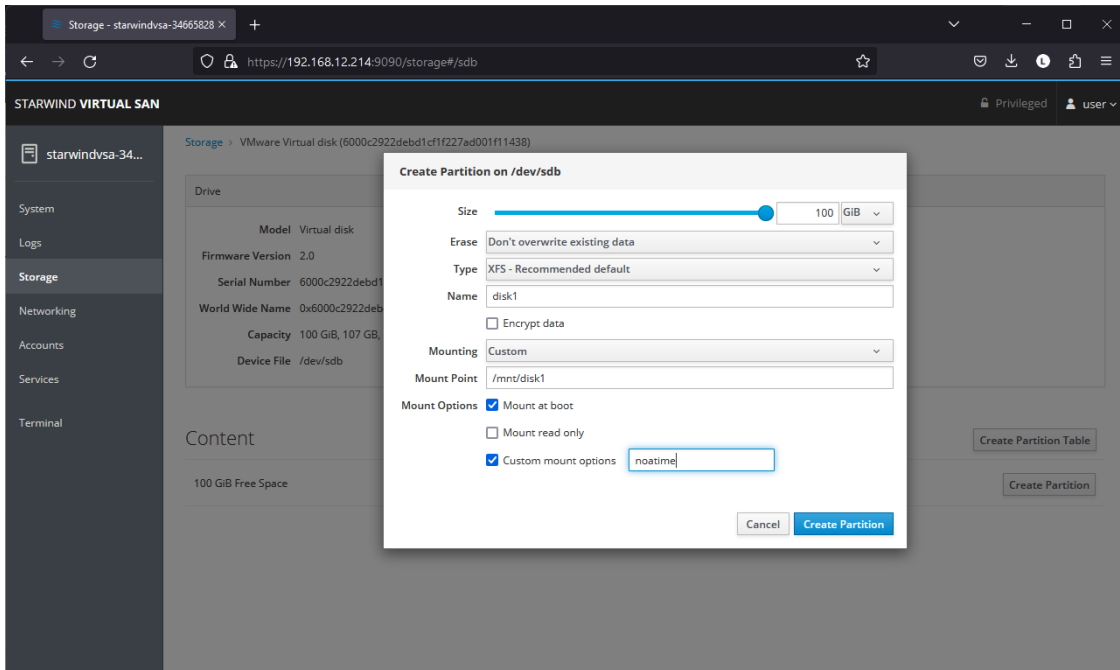 Storage - starwindvsa-34665828
https://192.168.12.214:9090/storage#/sdb
L
STARWIND VIRTUAL SAN
Privileged
user
starwindvsa-34...
System
Logs
Storage
Networking
Accounts
Services
Terminal
Storage > VMware Virtual disk (6000c2922debd1cf1f227ad001f11438)
Drive
Model Virtual disk
Firmware Version 2.0
Serial Number 6000c2922debd1
World Wide Name 0x6000c2922deb
Capacity 100 GiB, 107 GB,
Device File /dev/sdb
Content
Create Partition Table
100 GiB Free Space
Create Partition
Create Partition on /dev/sdb
Size 100 GiB
Erase Don't overwrite existing data
Type XFS - Recommended default
Name disk1
Encrypt data
Mounting Custom
Mount Point /mnt/disk1
Mount Options Mount at boot
Mount read only
Custom mount options noatime
Cancel Create Partition